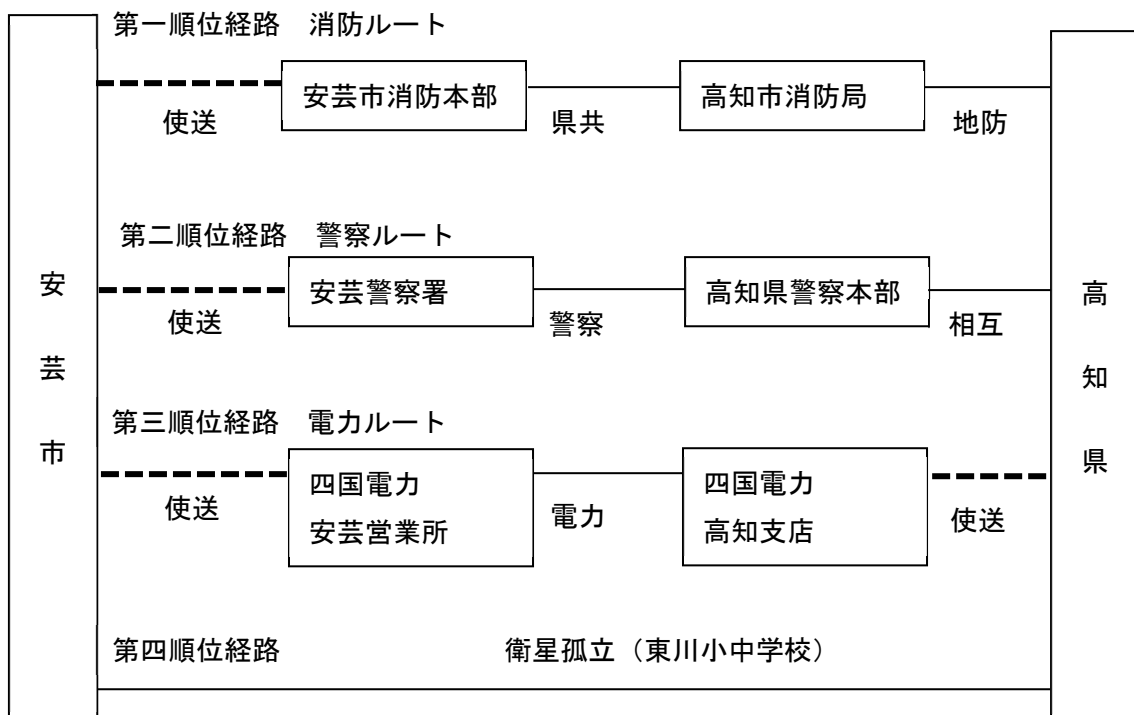 第一順位経路　消防ルート
安芸市消防本部
高知市消防局
使送
県共
地防
第二順位経路　警察ルート
安芸警察署
高知県警察本部
使送
警察
相互
第三順位経路　電力ルート
四国電力
安芸営業所
四国電力
高知支店
使送
電力
使送
第四順位経路
衛星孤立（東川小中学校）
安芸市
高知県